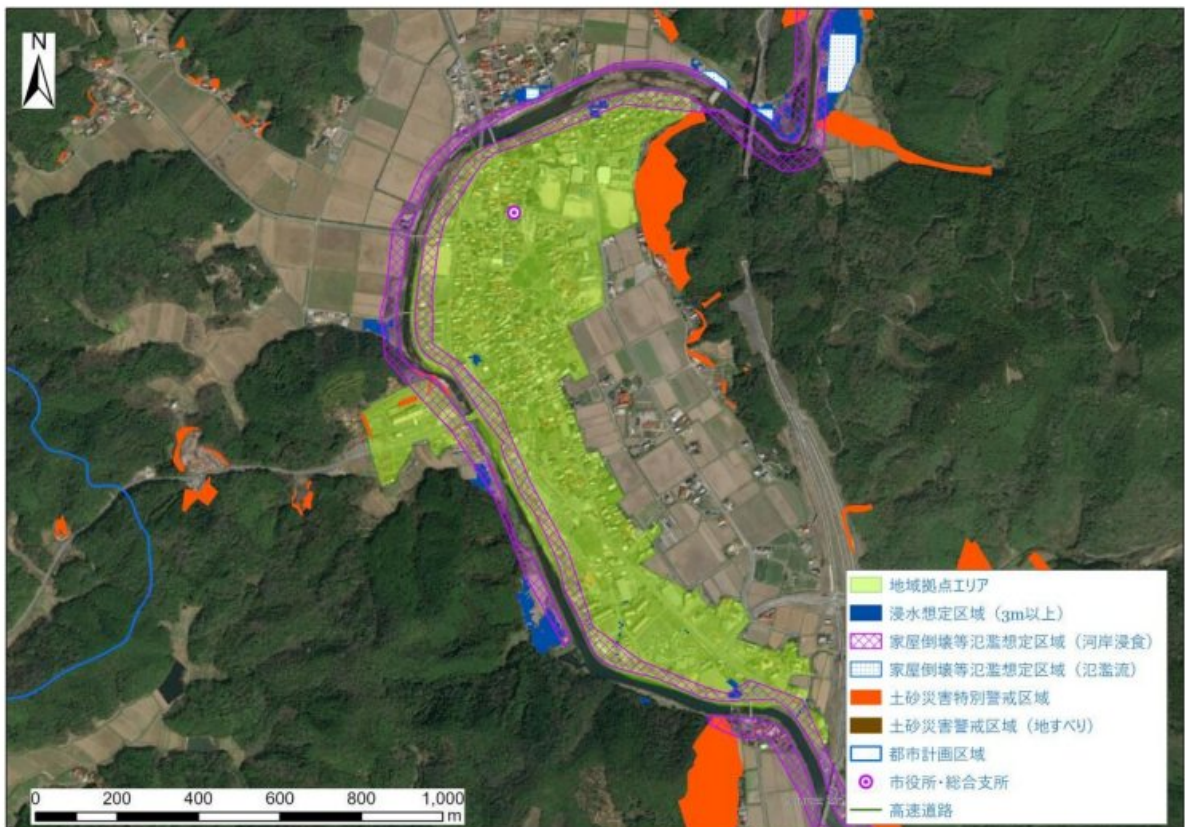 N
地域拠点エリア
浸水想定区域（3m以上）
家屋倒壊等氾濫想定区域（河岸浸食）
家屋倒壊等氾濫想定区域（氾濫流）
土砂災害特別警戒区域
土砂災害警戒区域（地すべり）
都市計画区域
市役所・総合支所
高速道路
0 200 400 600 800 1,000
m